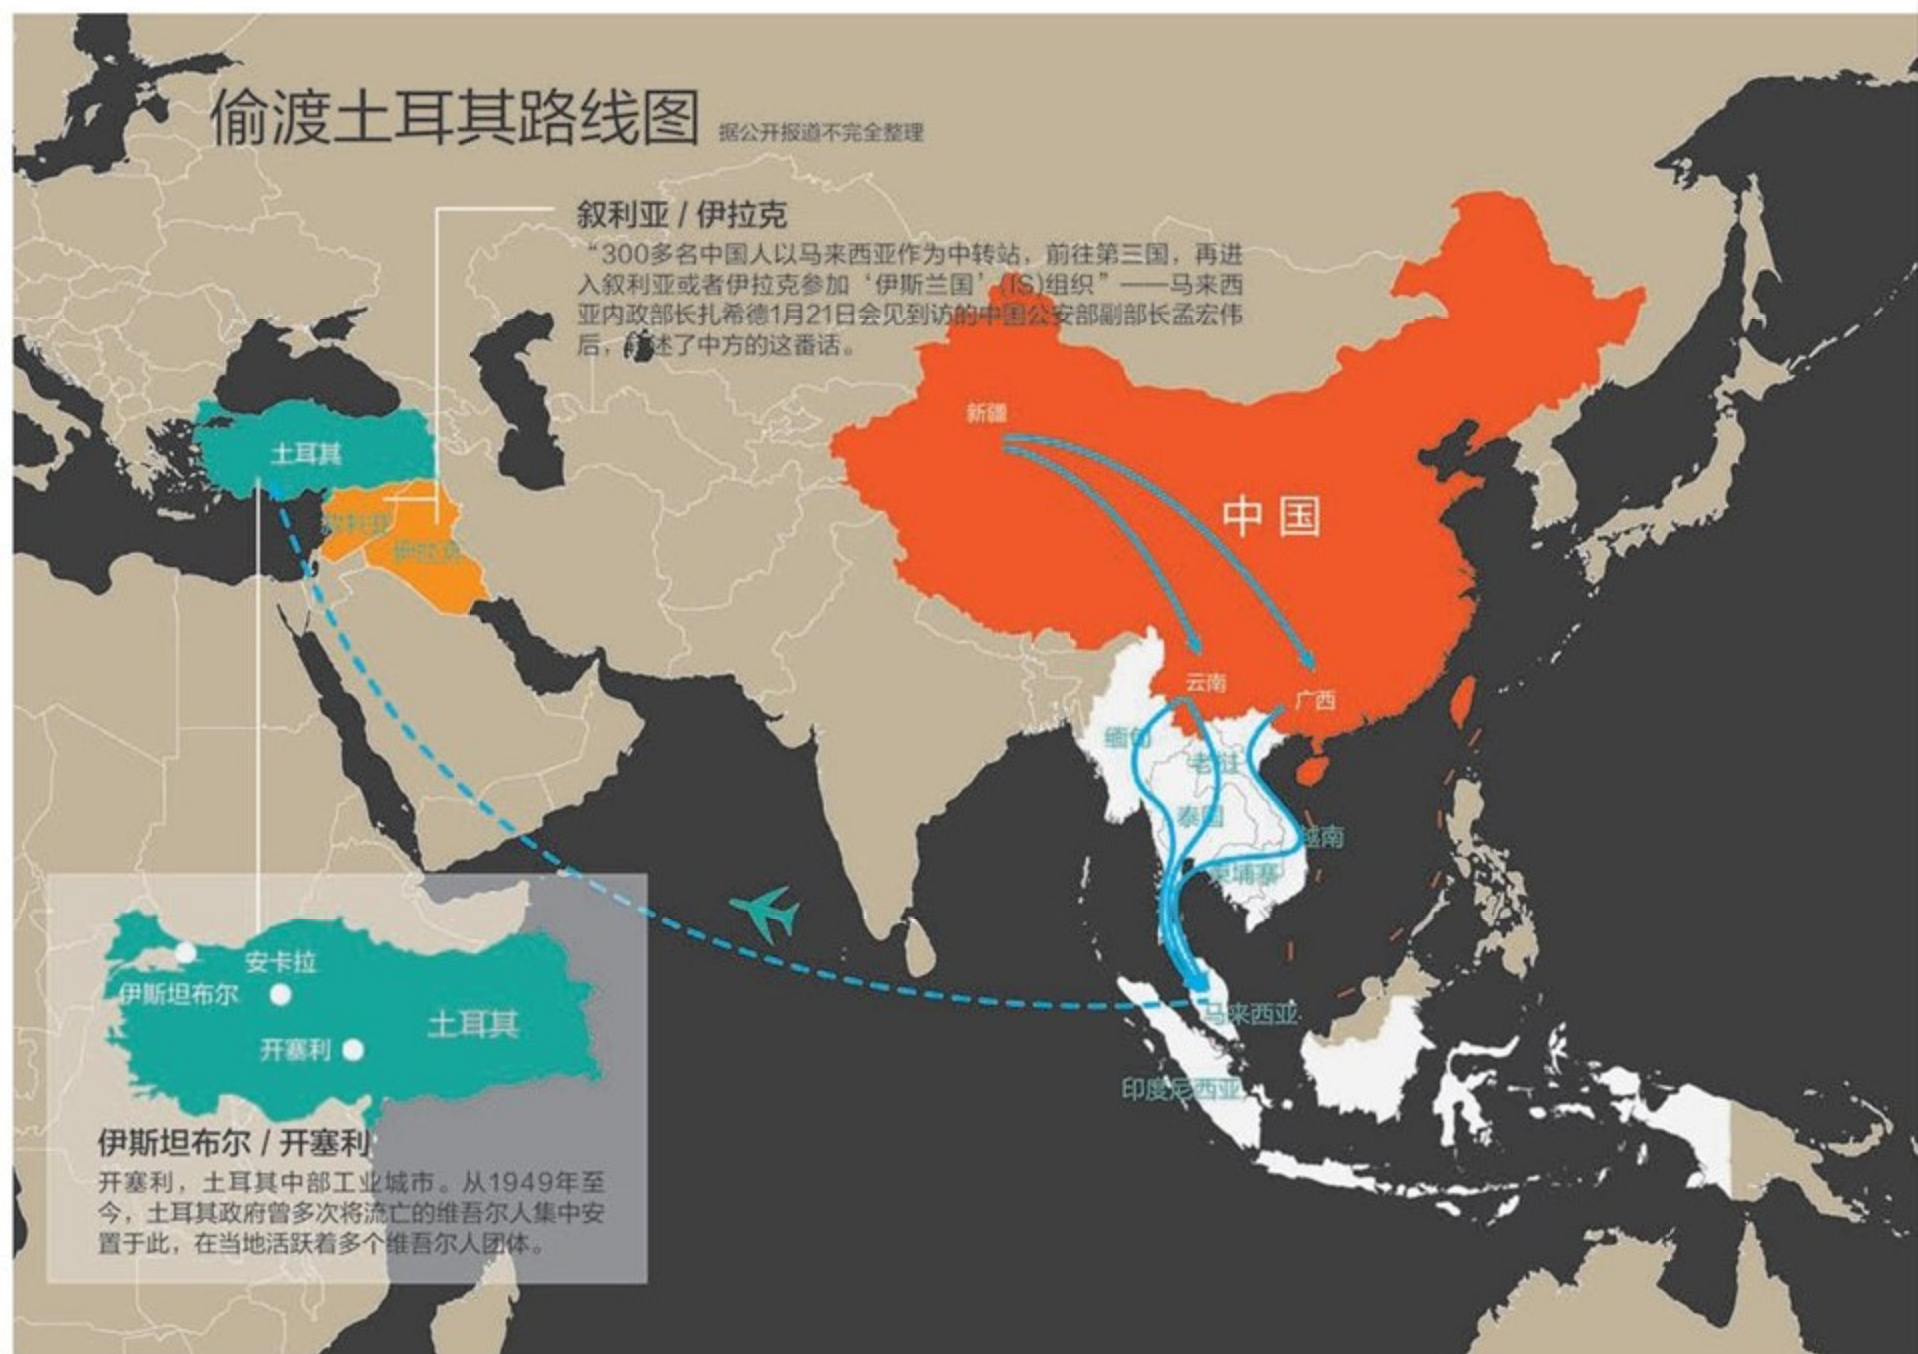 偷渡土耳其路线图
据公开报道不完全整理
叙利亚 / 伊拉克
“300多名中国人以马来西亚作为中转站，前往第三国，再进
入叙利亚或者伊拉克参加‘伊斯兰国’(IS)组织”——马来西
亚内政部长扎希德1月21日会见到访的中国公安部副部长孟宏伟
后，述了中方的这番话。
新疆
土耳其
中国
叙利亚
伊拉克
云南
广西
缅甸
老挝
泰国
越南
柬埔寨
安卡拉
伊斯坦布尔
土耳其
开塞利
马来西亚
印度尼西亚
伊斯坦布尔 / 开塞利
开塞利，土耳其中部工业城市。从1949年至
今，土耳其政府曾多次将流亡的维吾尔人集中安
置于此，在当地活跃着多个维吾尔人团体。